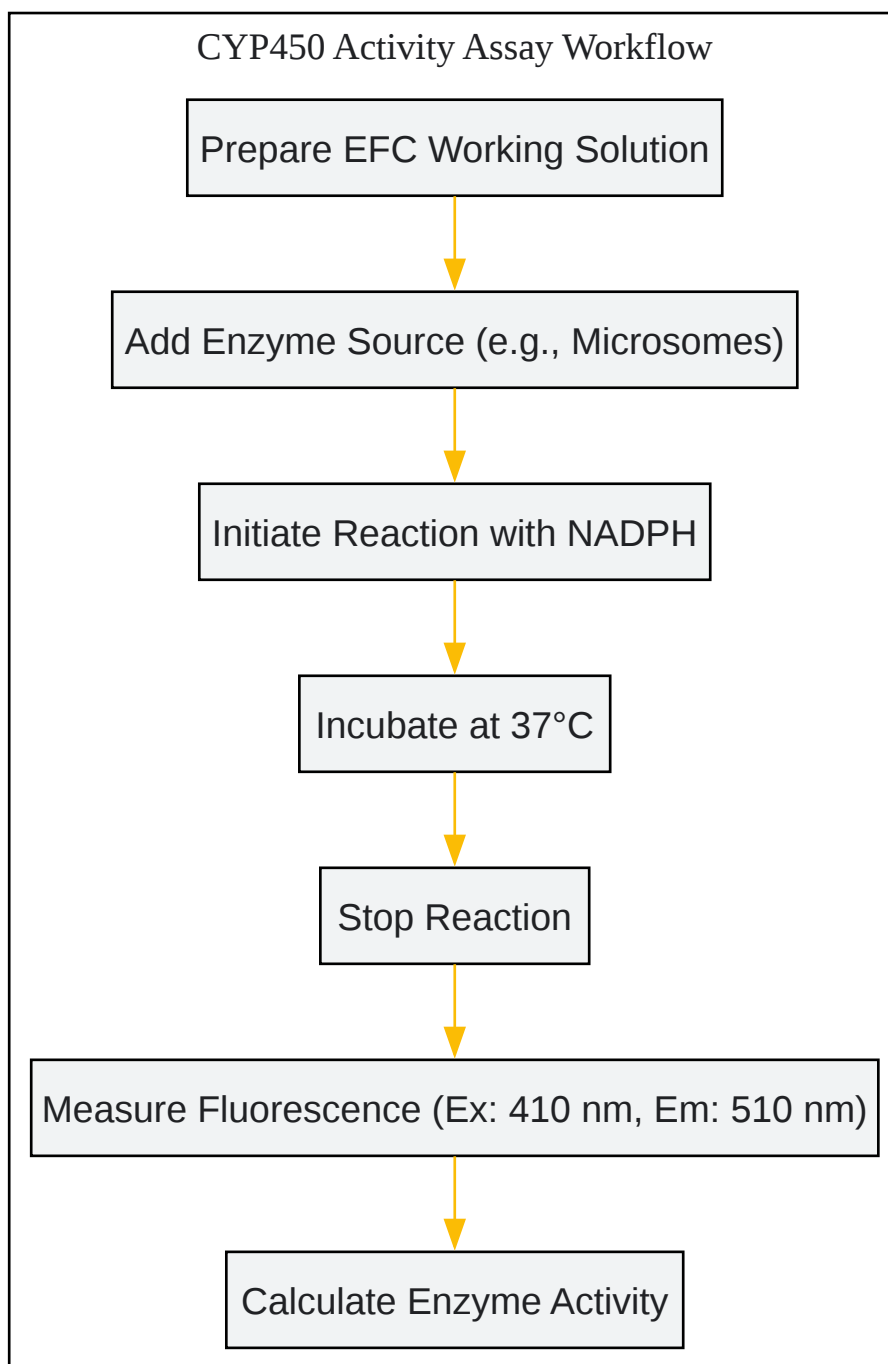 CYP450 Activity Assay Workflow
Prepare EFC Working Solution
Add Enzyme Source (e.g., Microsomes)
Initiate Reaction with NADPH
Incubate at 37°C
Stop Reaction
Measure Fluorescence (Ex: 410 nm, Em: 510 nm)
Calculate Enzyme Activity